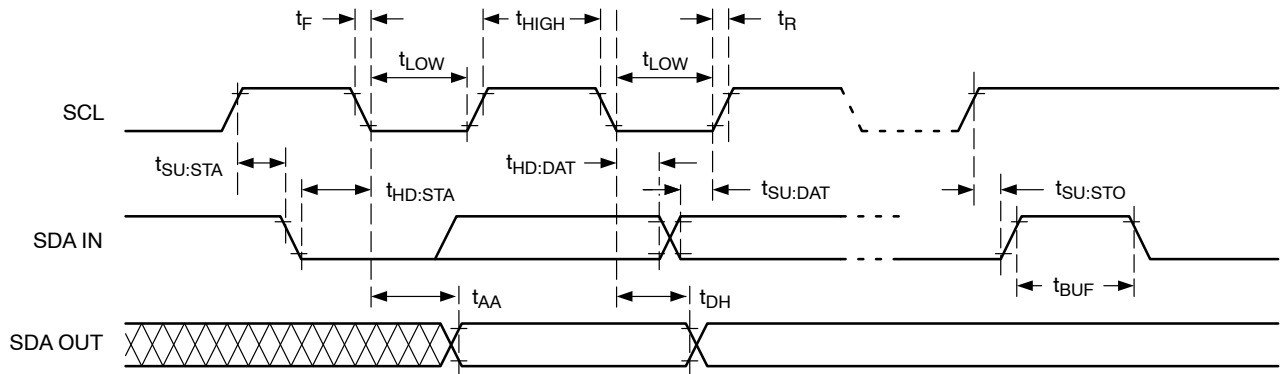 tF
tHIGH
tR
tLOW
tLOW
SCL
tSU:STA
tHD:STA
tHD:DAT
tSU:DAT
tSU:STO
SDA IN
tBUF
tAA
tDH
SDA OUT